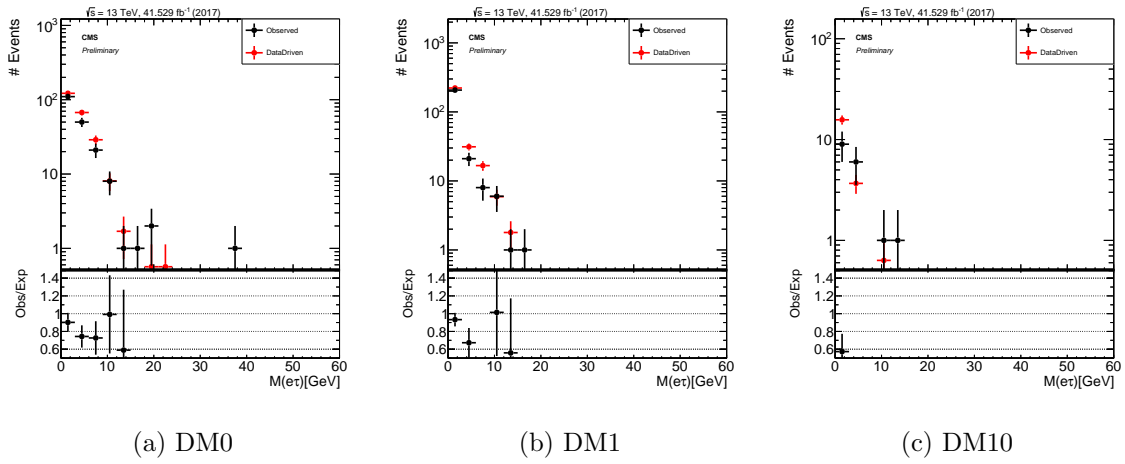 √s = 13 TeV, 41.529 fb⁻¹ (2017)
# Events
10³
10²
10
1
CMS
Preliminary
Observed
DataDriven
Obs/Exp
1.4
1.2
1
0.8
0.6
0 10 20 30 40 50 60
M(eτ)[GeV]
(a) DM0
√s = 13 TeV, 41.529 fb⁻¹ (2017)
# Events
10³
10²
10
1
CMS
Preliminary
Observed
DataDriven
Obs/Exp
1.4
1.2
1
0.8
0.6
0 10 20 30 40 50 60
M(eτ)[GeV]
(b) DM1
√s = 13 TeV, 41.529 fb⁻¹ (2017)
# Events
10²
10
1
CMS
Preliminary
Observed
DataDriven
Obs/Exp
1.4
1.2
1
0.8
0.6
0 10 20 30 40 50 60
M(eτ)[GeV]
(c) DM10